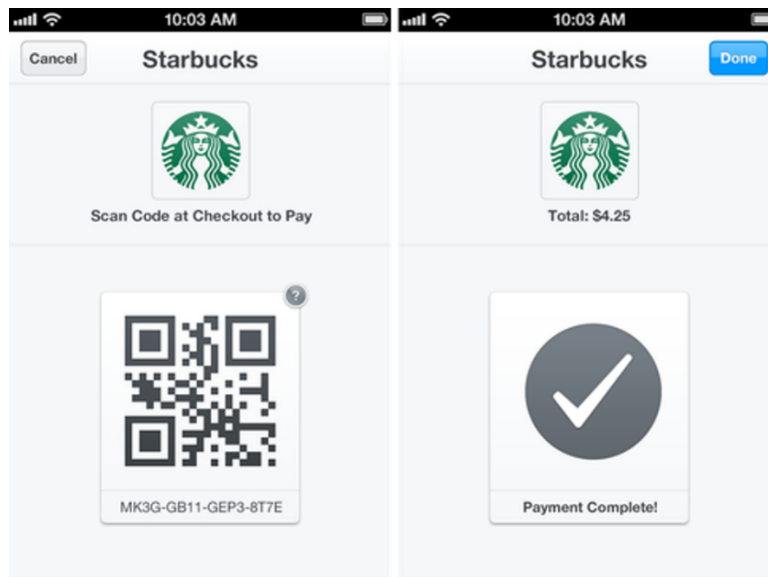 10:03 AM
Cancel
Starbucks
Scan Code at Checkout to Pay
?
MK3G-GB11-GEP3-8T7E
10:03 AM
Starbucks
Done
Total: $4.25
Payment Complete!